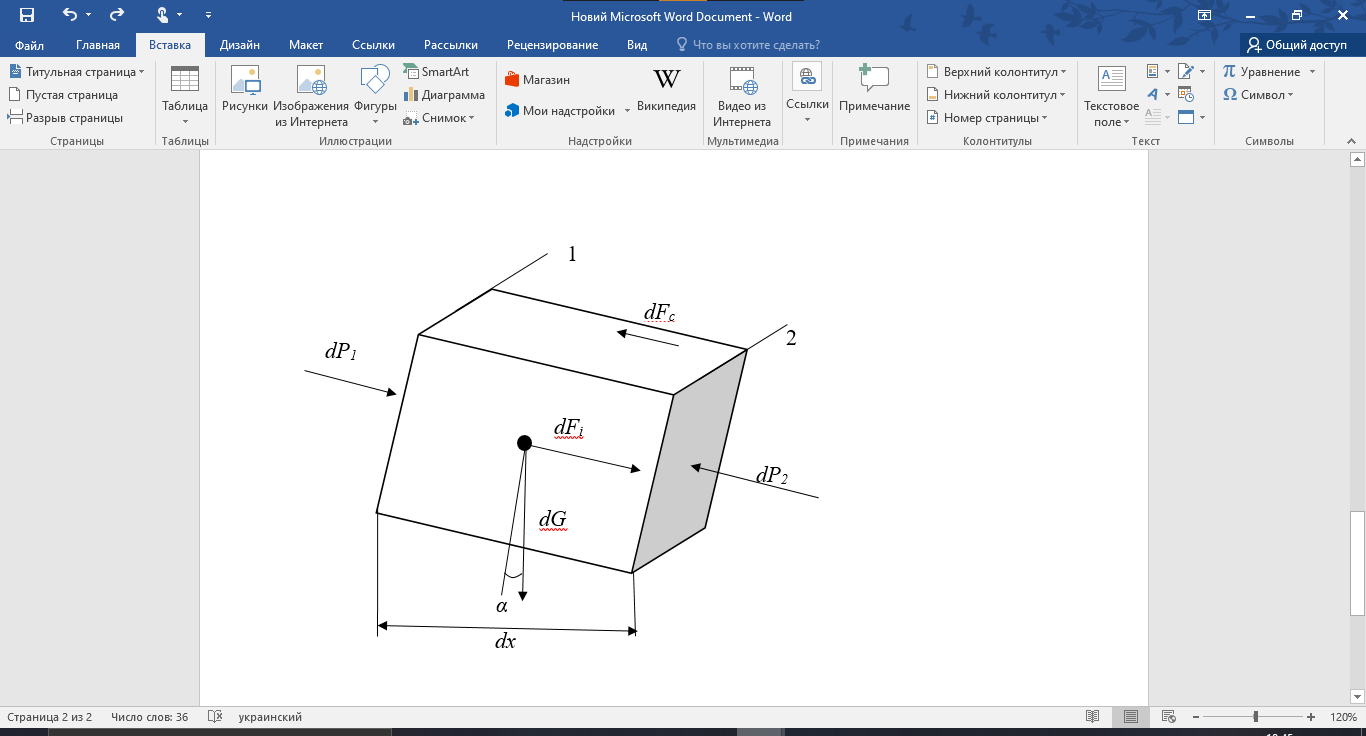 Новий Microsoft Word Document - Word
Файл Главная Вставка Дизайн Макет Ссылки Рассылки Рецензирование Вид Что вы хотите сделать? Общий доступ
Титульная страница
Пустая страница
Разрыв страницы
Страницы
Таблица
Таблицы
Рисунки
Изображения
из Интернета
Фигуры
SmartArt
Диаграмма
Снимок
Иллюстрации
Магазин
Мои надстройки
W
Википедия
Надстройки
Видео из
Интернета
Мультимедиа
Ссылки
Примечание
Примечания
Верхний колонтитул
Нижний колонтитул
Номер страницы
Колонтитулы
Текстовое
поле
Текст
π Уравнение
Ω Символ
Символы
1
dFc
2
dP1
dFi
dP2
dG
α
dx
Страница 2 из 2 Число слов: 36 украинский 120%